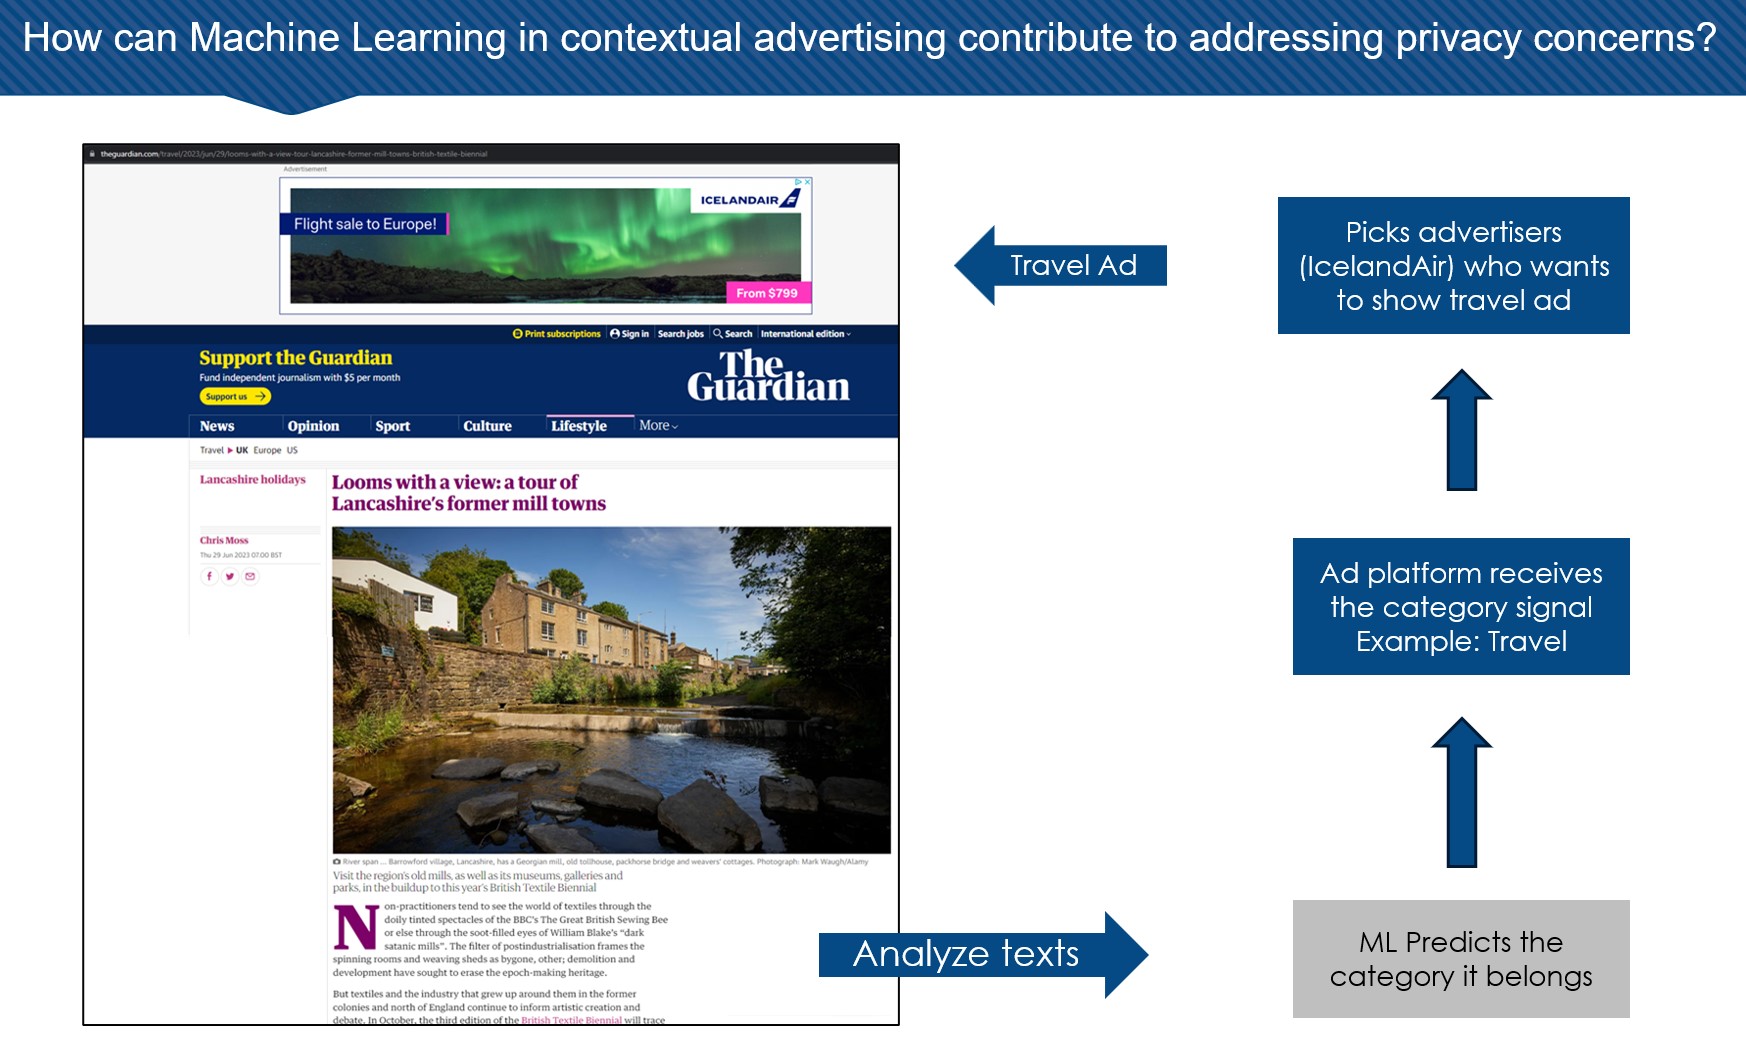 How can Machine Learning in contextual advertising contribute to addressing privacy concerns?
theguardian.com/travel/2023/jun/29/looms-with-a-view-tour-lancashire-former-mill-towns-british-textile-biennial
Advertisement
ICELANDAIR
Flight sale to Europe!
From $799
Print subscriptions
Sign in
Search jobs
Search
International edition
Support the Guardian
Fund independent journalism with $5 per month
Support us
The
Guardian
News
Opinion
Sport
Culture
Lifestyle
More
Travel UK Europe US
Lancashire holidays
Looms with a view: a tour of
Lancashire's former mill towns
Chris Moss
Thu 29 Jun 2023 07.00 BST
River span ... Barrowford village, Lancashire, has a Georgian mill, old tollhouse, packhorse bridge and weavers' cottages. Photograph: Mark Waugh/Alamy
Visit the region's old mills, as well as its museums, galleries and
parks, in the buildup to this year's British Textile Biennial
Non-practitioners tend to see the world of textiles through the
doily tinted spectacles of the BBC's The Great British Sewing Bee
or else through the soot-filled eyes of William Blake's "dark
satanic mills". The filter of postindustrialisation frames the
spinning rooms and weaving sheds as bygone, other; demolition and
development have sought to erase the epoch-making heritage.
But textiles and the industry that grew up around them in the former
colonies and north of England continue to inform artistic creation and
debate. In October, the third edition of the British Textile Biennial will trace
Analyze texts
ML Predicts the
category it belongs
Ad platform receives
the category signal
Example: Travel
Picks advertisers
(IcelandAir) who wants
to show travel ad
Travel Ad